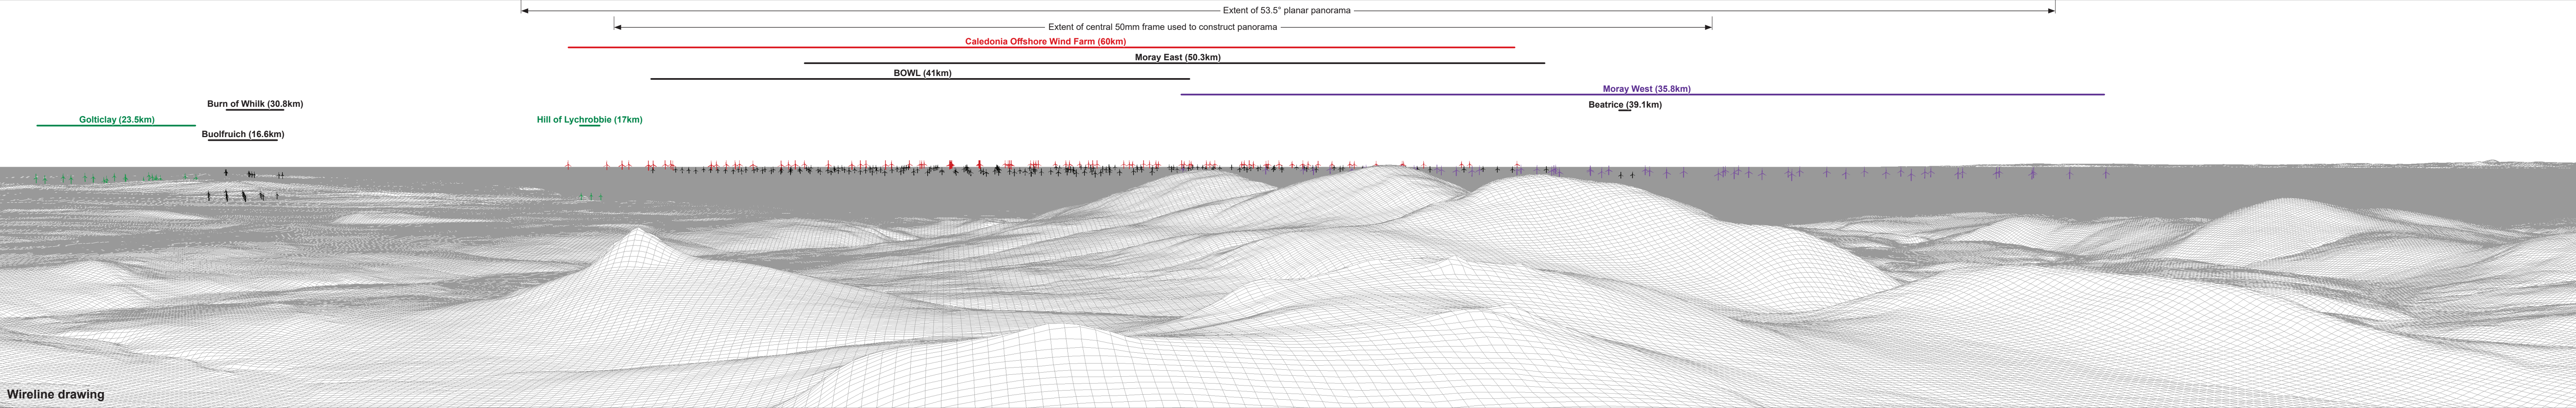 Extent of 53.5° planar panorama
Extent of central 50mm frame used to construct panorama
Caledonia Offshore Wind Farm (60km)
Moray East (50.3km)
BOWL (41km)
Moray West (35.8km)
Burn of Whilk (30.8km)
Beatrice (39.1km)
Golticlay (23.5km)
Hill of Lychrobbie (17km)
Buolfruich (16.6km)
Wireline drawing